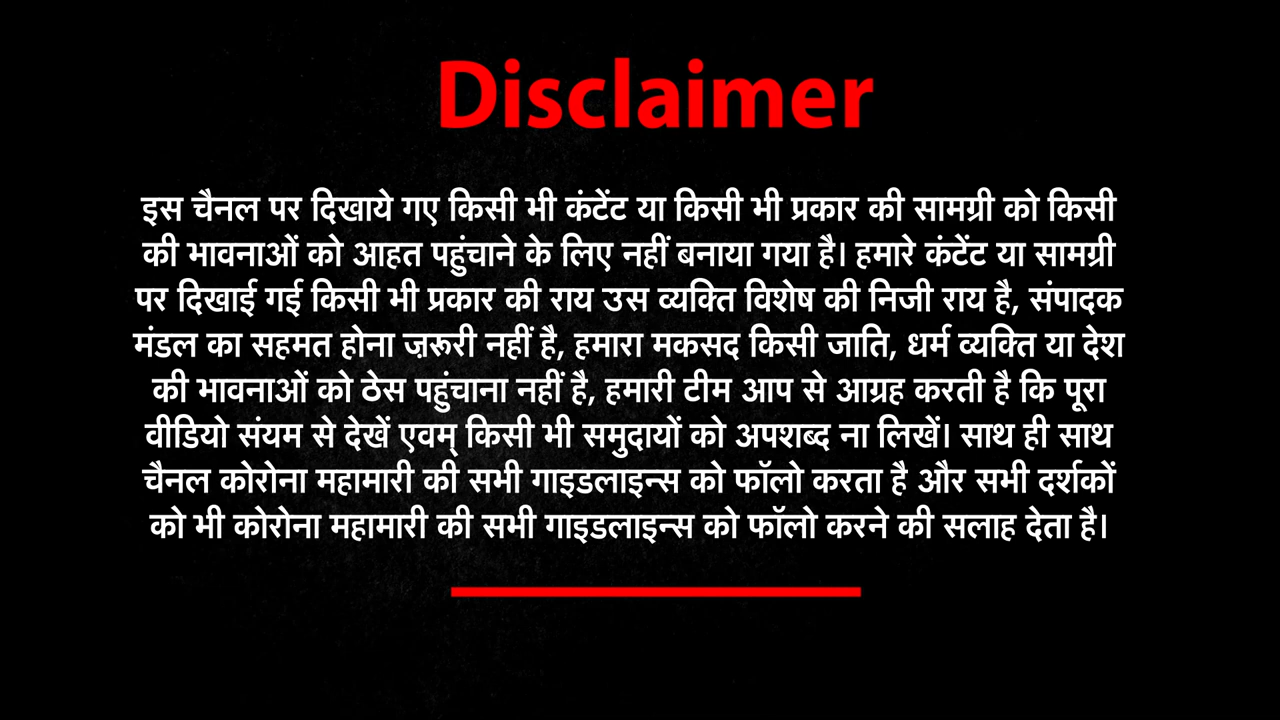 Disclaimer
इस चैनल पर दिखाये गए किसी भी कंटेंट या किसी भी प्रकार की सामग्री को किसी
की भावनाओं को आहत पहुंचाने के लिए नहीं बनाया गया है। हमारे कंटेंट या सामग्री
पर दिखाई गई किसी भी प्रकार की राय उस व्यक्ति विशेष की निजी राय है, संपादक
मंडल का सहमत होना ज़रूरी नहीं है, हमारा मकसद किसी जाति, धर्म व्यक्ति या देश
की भावनाओं को ठेस पहुंचाना नहीं है, हमारी टीम आप से आग्रह करती है कि पूरा
वीडियो संयम से देखें एवम् किसी भी समुदायों को अपशब्द ना लिखें। साथ ही साथ
चैनल कोरोना महामारी की सभी गाइडलाइन्स को फॉलो करता है और सभी दर्शकों
को भी कोरोना महामारी की सभी गाइडलाइन्स को फॉलो करने की सलाह देता है।